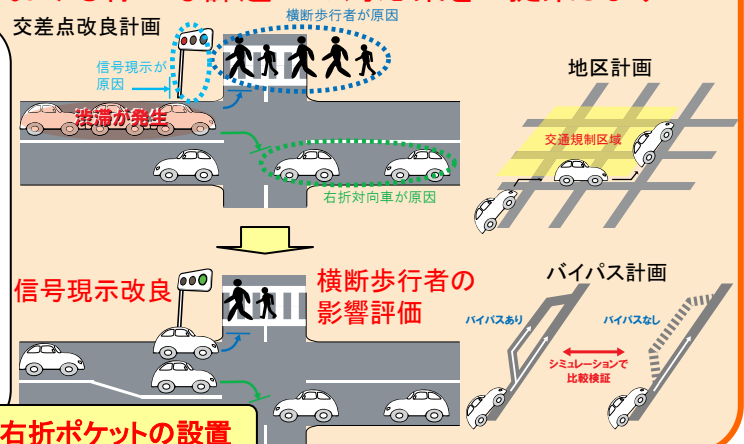 交差点改良計画
横断歩行者が原因
信号現示が
原因
渋滞が発生
右折対向車が原因
地区計画
交通規制区域
信号現示改良
横断歩行者の
影響評価
右折ポケットの設置
バイパス計画
バイパスあり
バイパスなし
シミュレーションで
比較検証